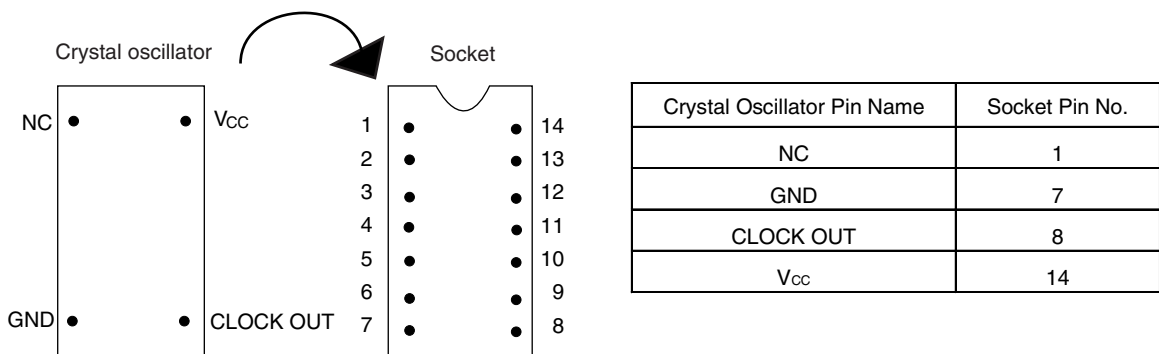 Crystal oscillator
NC
VCC
GND
CLOCK OUT
Socket
1
2
3
4
5
6
7
14
13
12
11
10
9
8
Crystal Oscillator Pin Name Socket Pin No.
NC 1
GND 7
CLOCK OUT 8
VCC 14